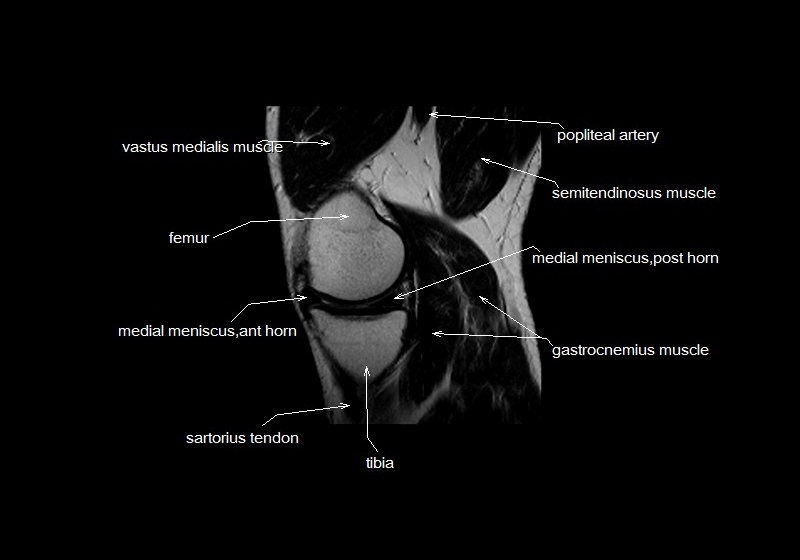 popliteal artery
vastus medialis muscle
semitendinosus muscle
femur
medial meniscus,post horn
medial meniscus,ant horn
gastrocnemius muscle
sartorius tendon
tibia